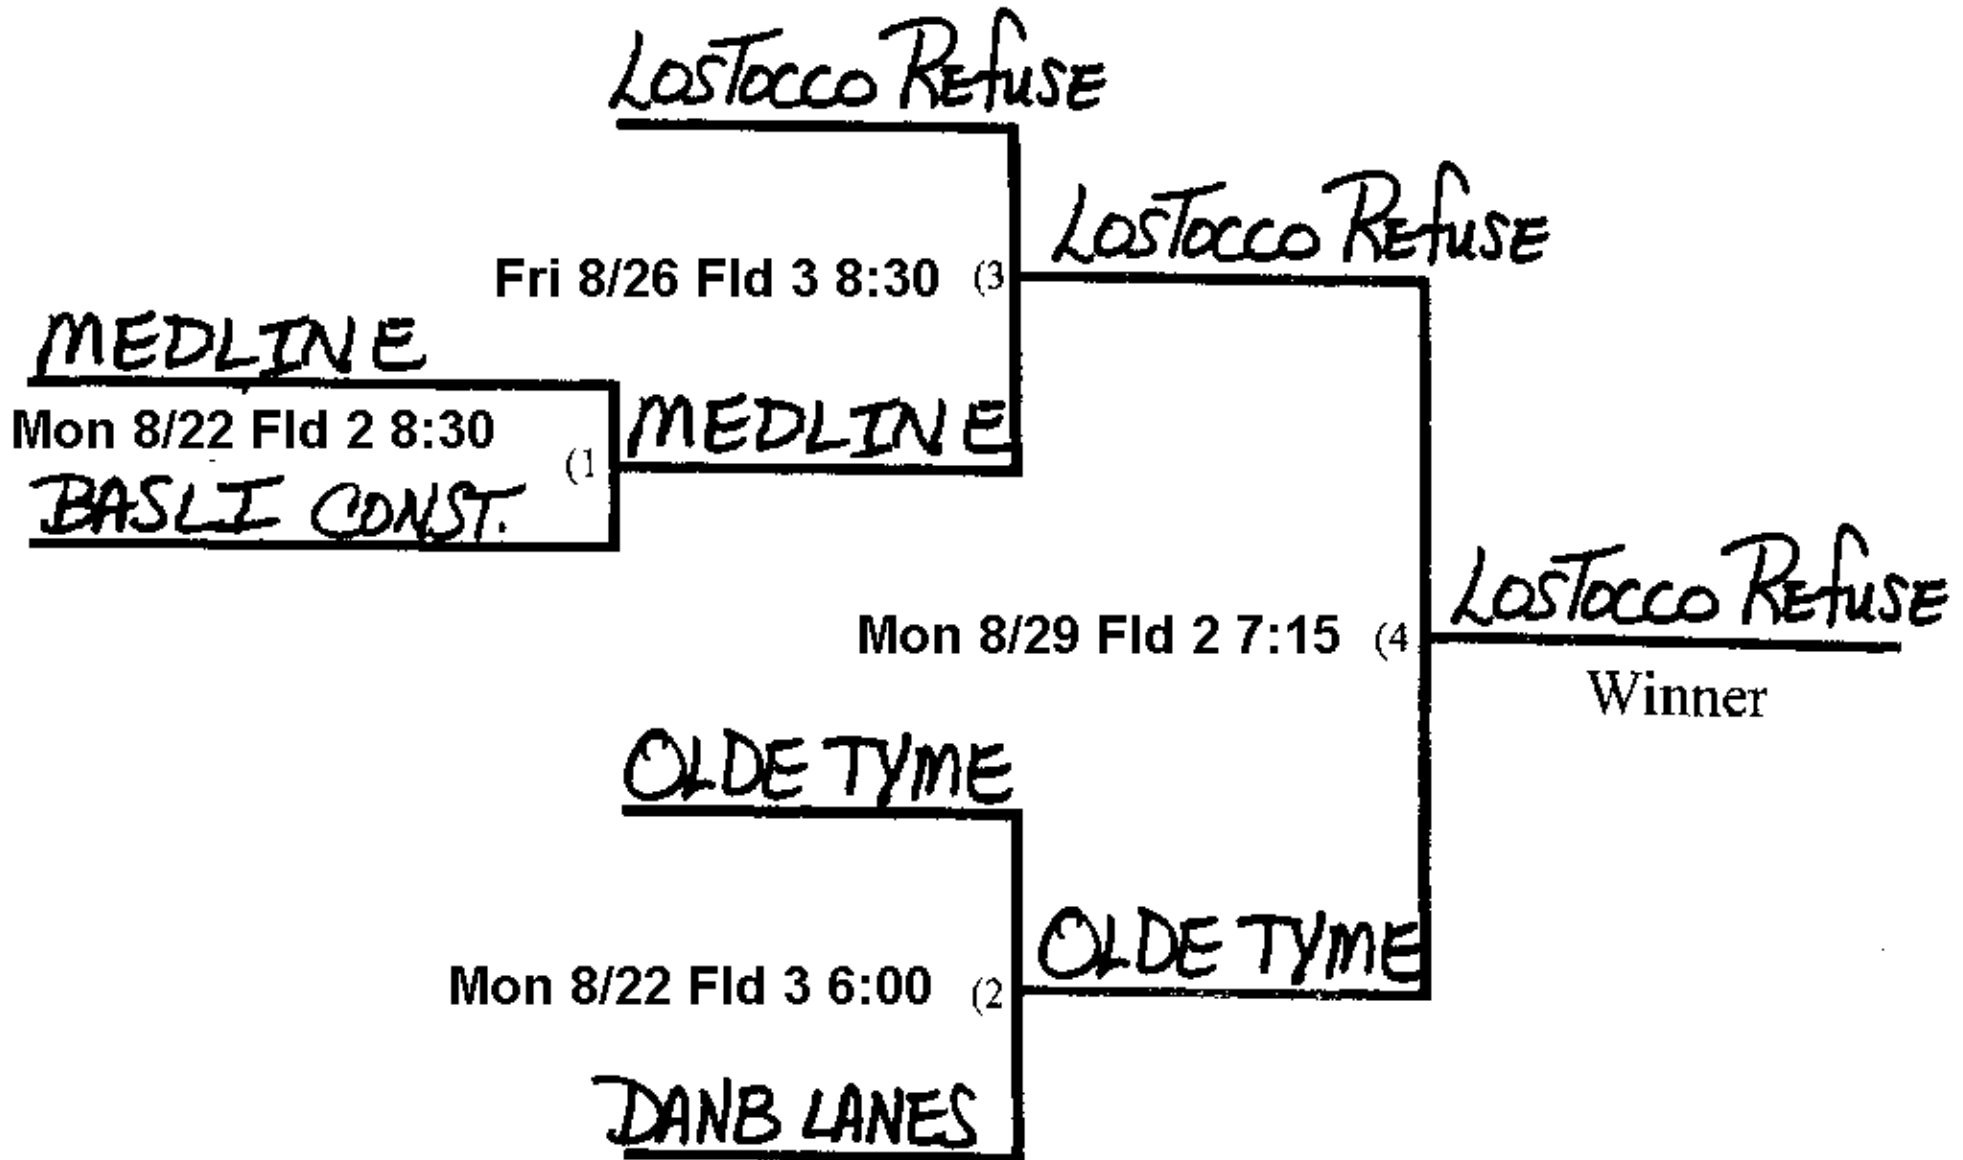 LosTocco Refuse
LosTocco Refuse
Fri 8/26 Fld 3 8:30 (3
MEDLINE
Mon 8/22 Fld 2 8:30
MEDLINE
(1
BASLI CONST.
LosTocco Refuse
Mon 8/29 Fld 2 7:15 (4
Winner
OLDE TYME
OLDE TYME
Mon 8/22 Fld 3 6:00 (2
DANB LANES